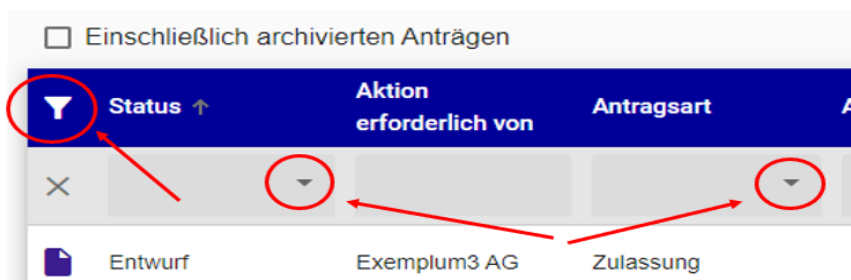 Einschließlich archivierten Anträgen
Status ↑
Aktion
erforderlich von
Antragsart
A
Entwurf
Exemplum3 AG
Zulassung